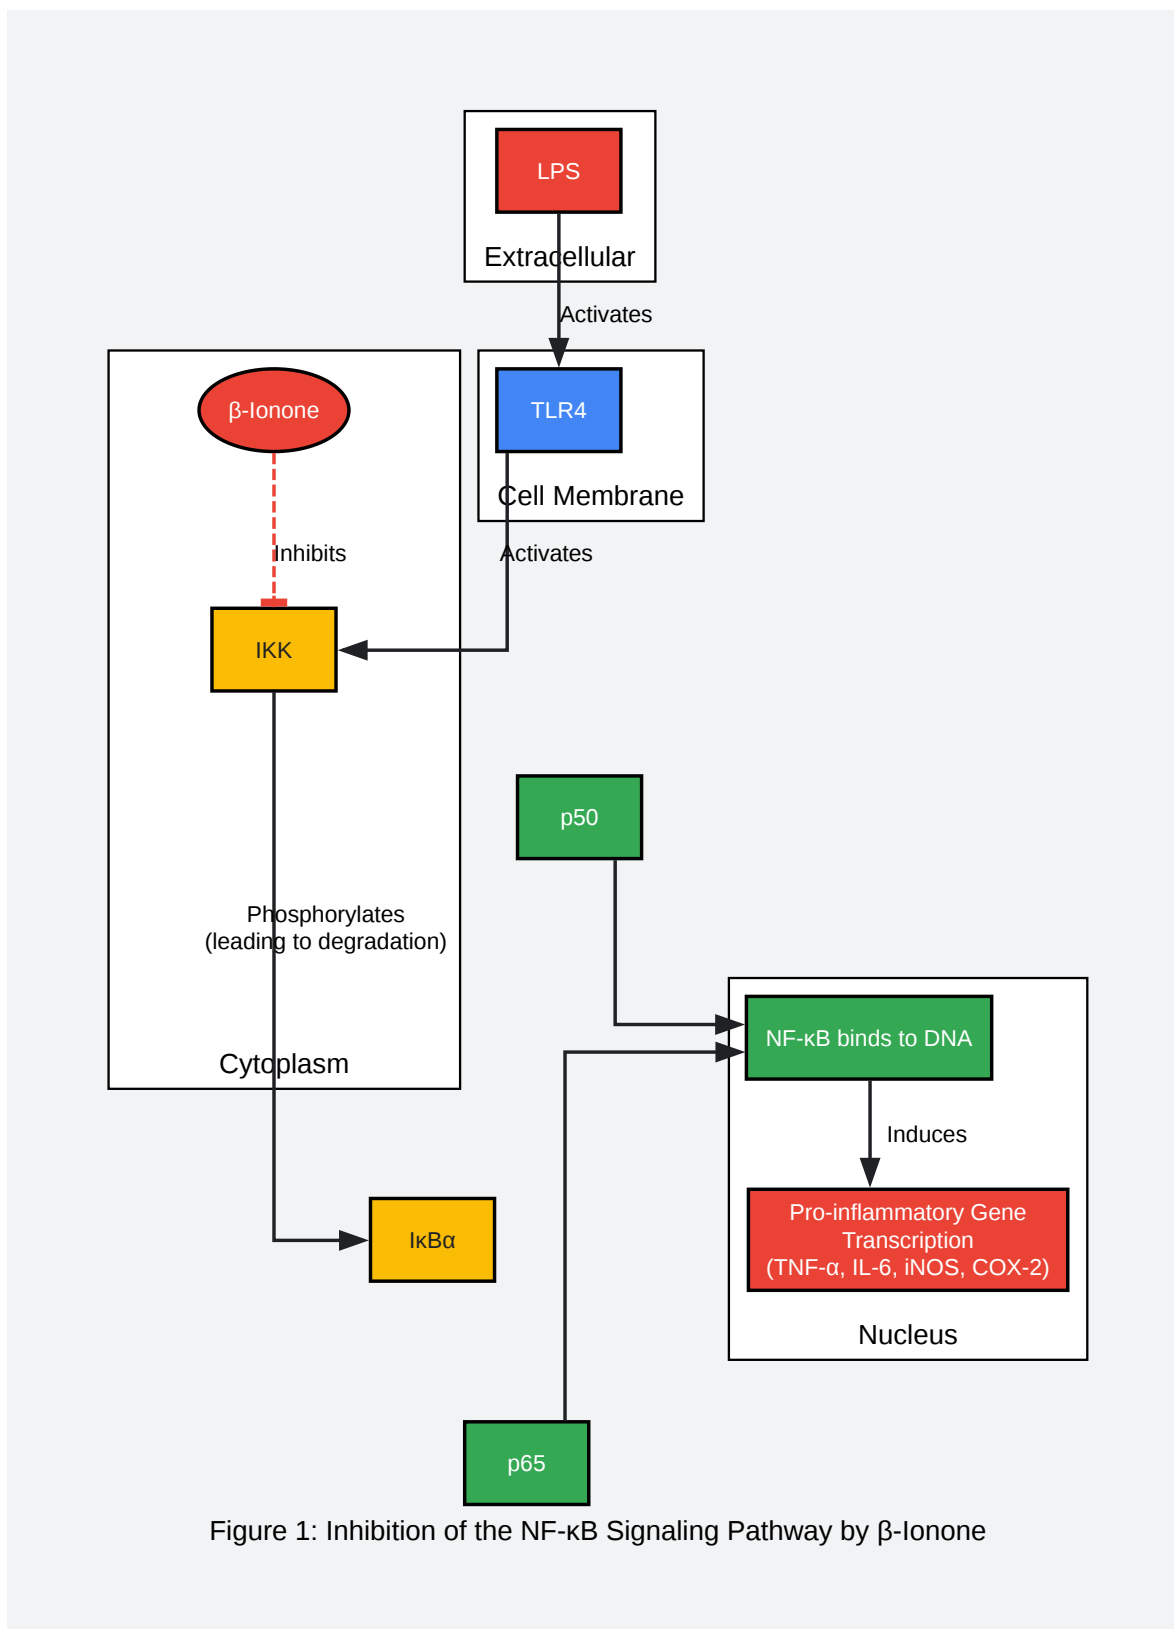 LPS
Extracellular
Activates
β-Ionone
TLR4
Cell Membrane
Inhibits
Activates
IKK
p50
Phosphorylates
(leading to degradation)
NF-κB binds to DNA
Cytoplasm
Induces
IκBα
Pro-inflammatory Gene
Transcription
(TNF-α, IL-6, iNOS, COX-2)
Nucleus
p65
Figure 1: Inhibition of the NF-κB Signaling Pathway by β-Ionone